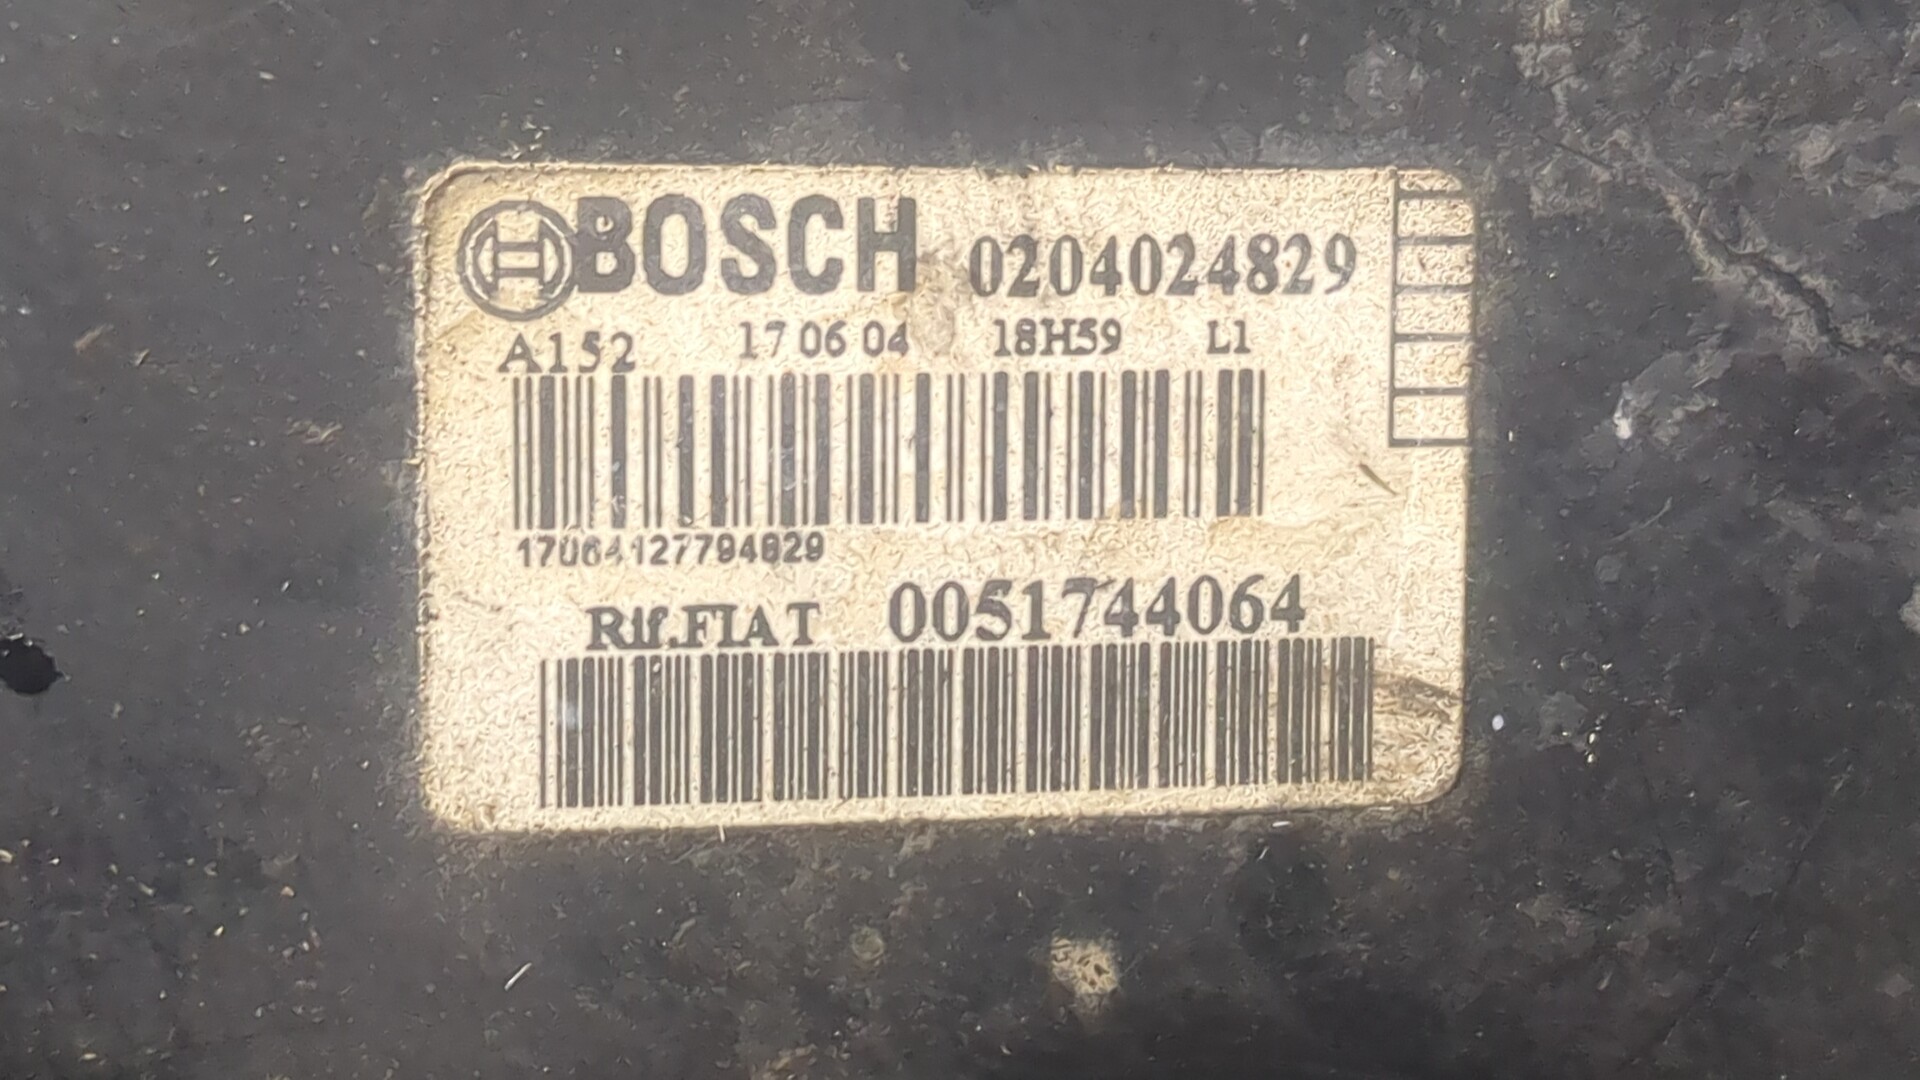 BOSCH 0204024829
A152 17 06 04 18H59 L1
17064127794829
Rif.FIAT 0051744064